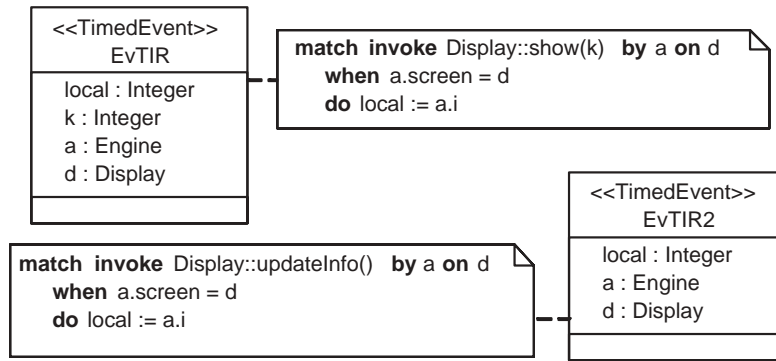 <<TimedEvent>>
EvTIR
local : Integer
k : Integer
a : Engine
d : Display
match invoke Display::show(k) by a on d
when a.screen = d
do local := a.i
<<TimedEvent>>
EvTIR2
local : Integer
a : Engine
d : Display
match invoke Display::updateInfo() by a on d
when a.screen = d
do local := a.i